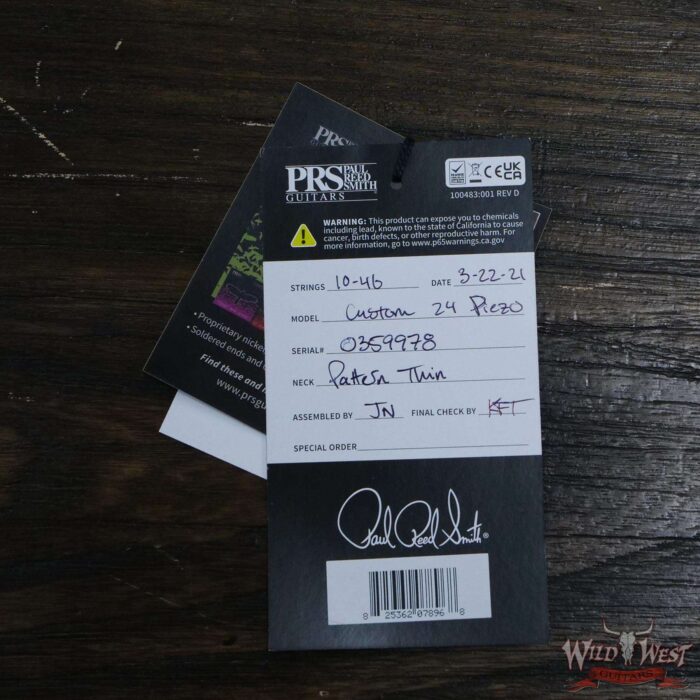 PRS
PRS PAUL
REED
SMITH
GUITARS
UK
CA
100483:001 REV D
WARNING: This product can expose you to chemicals
including lead, known to the state of California to cause
cancer, birth defects, or other reproductive harm. For
more information, go to www.p65warnings.ca.gov
STRINGS 10-46 DATE 3-22-21
MODEL Custom 24 Piezo
SERIAL# 0359978
NECK Pattern Thin
ASSEMBLED BY JN FINAL CHECK BY KFT
SPECIAL ORDER
Paul Reed Smith®
8 25362 07896 8
• Proprietary nicke
• Soldered ends and
Find these and
www.prsgu
WILD WEST
GUITARS